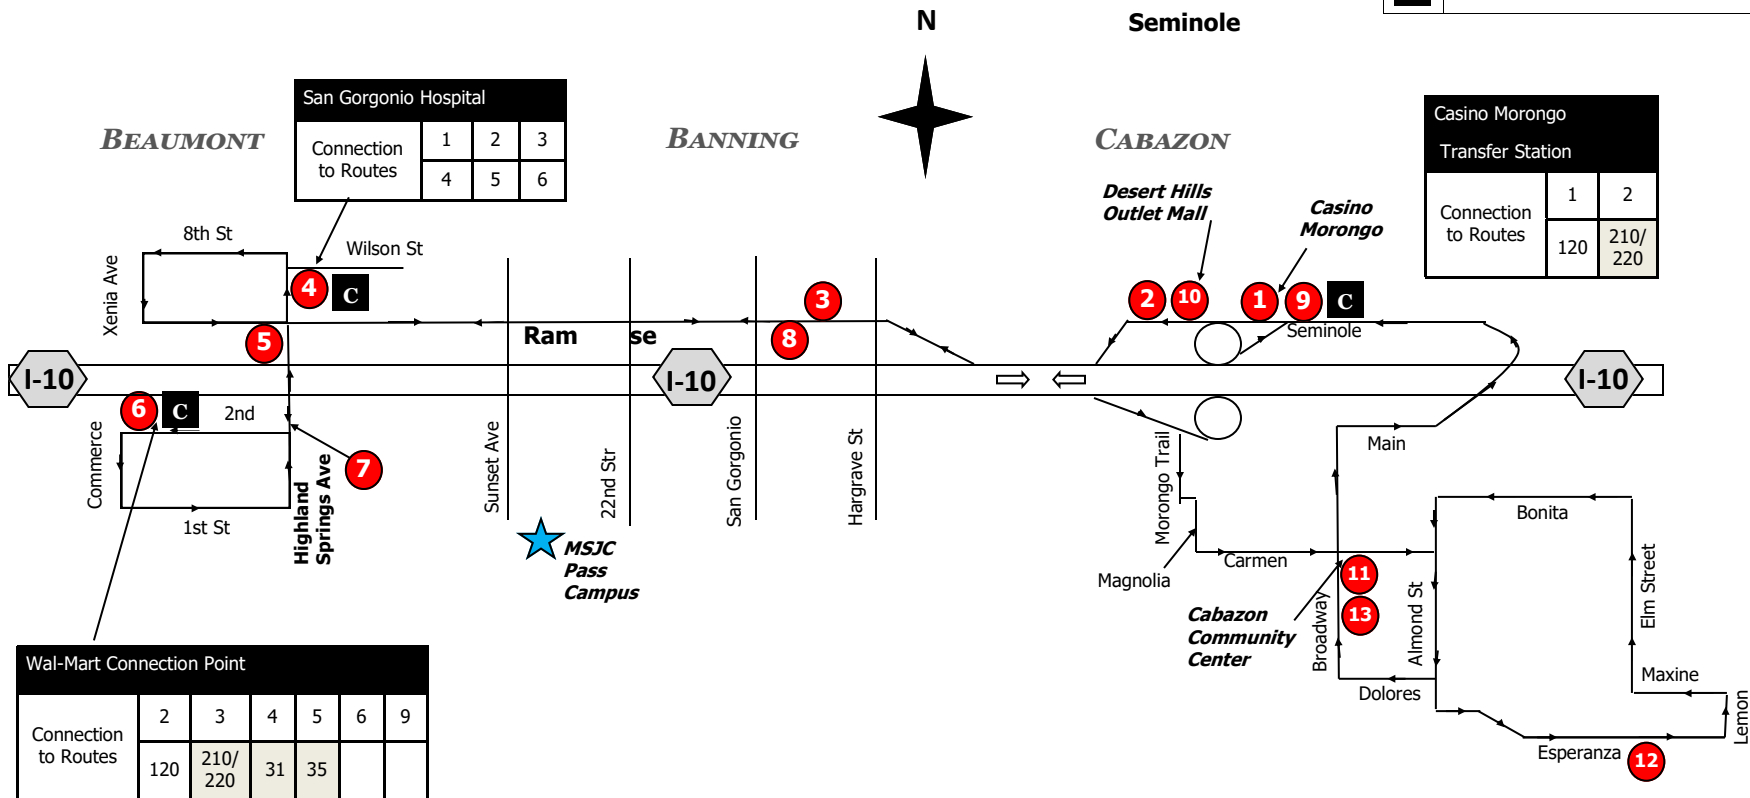 N
Seminole
San Gorgonio Hospital
Connection
to Routes
1 2 3
4 5 6
BEAUMONT
BANNING
CABAZON
Casino Morongo
Transfer Station
Connection
to Routes
1 2
120 210/
220
Desert Hills
Outlet Mall
Casino
Morongo
8th St
Wilson St
Xenia Ave
4
C
3
2
10
1
9
C
Seminole
5
Ram se
8
I-10
I-10
I-10
6
C
2nd
Commerce
7
1st St
Highland
Springs Ave
Sunset Ave
22nd Str
San Gorgonio
Hargrave St
Morongo Trail
Main
Bonita
MSJC
Pass
Campus
Magnolia
Carmen
11
13
Cabazon
Community
Center
Broadway
Almond St
Elm Street
Dolores
Maxine
Lemon
Esperanza
12
Wal-Mart Connection Point
Connection
to Routes
2 3 4 5 6 9
120 210/
220 31 35